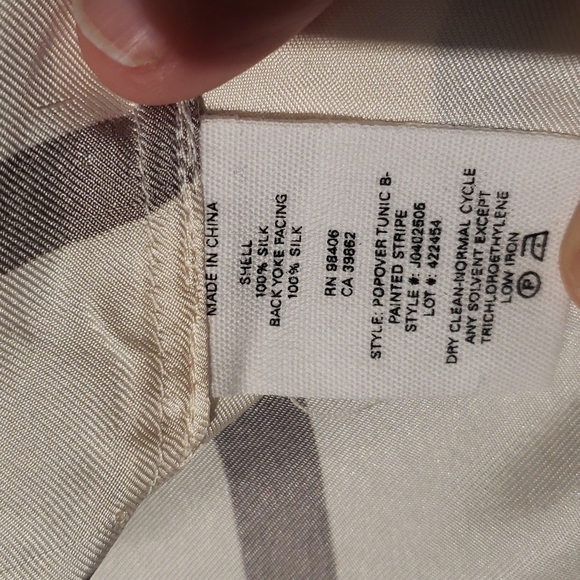 MADE IN CHINA
SHELL
100% SILK
BACK YOKE FACING
100% SILK
RN 98406
CA 39862
STYLE: POPOVER TUNIC B-
PAINTED STRIPE
STYLE #: J0402505
LOT #: 422454
DRY CLEAN-NORMAL CYCLE
ANY SOLVENT EXCEPT
TRICHLOROETHYLENE
LOW IRON
P